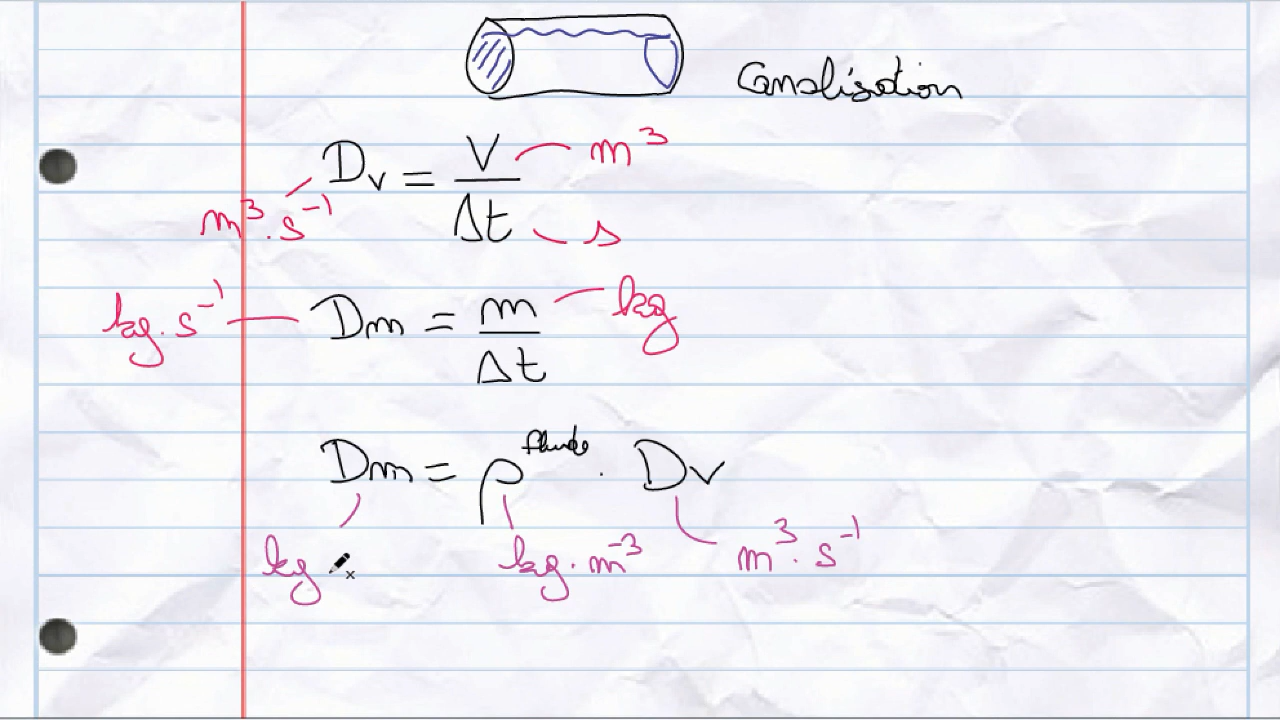 Canalisation
Dv = V / Δt
m³
m³.s⁻¹
s
Dm = m / Δt
kg
kg.s⁻¹
Dm = ρ fluide . Dv
kg
kg.m⁻³
m³.s⁻¹